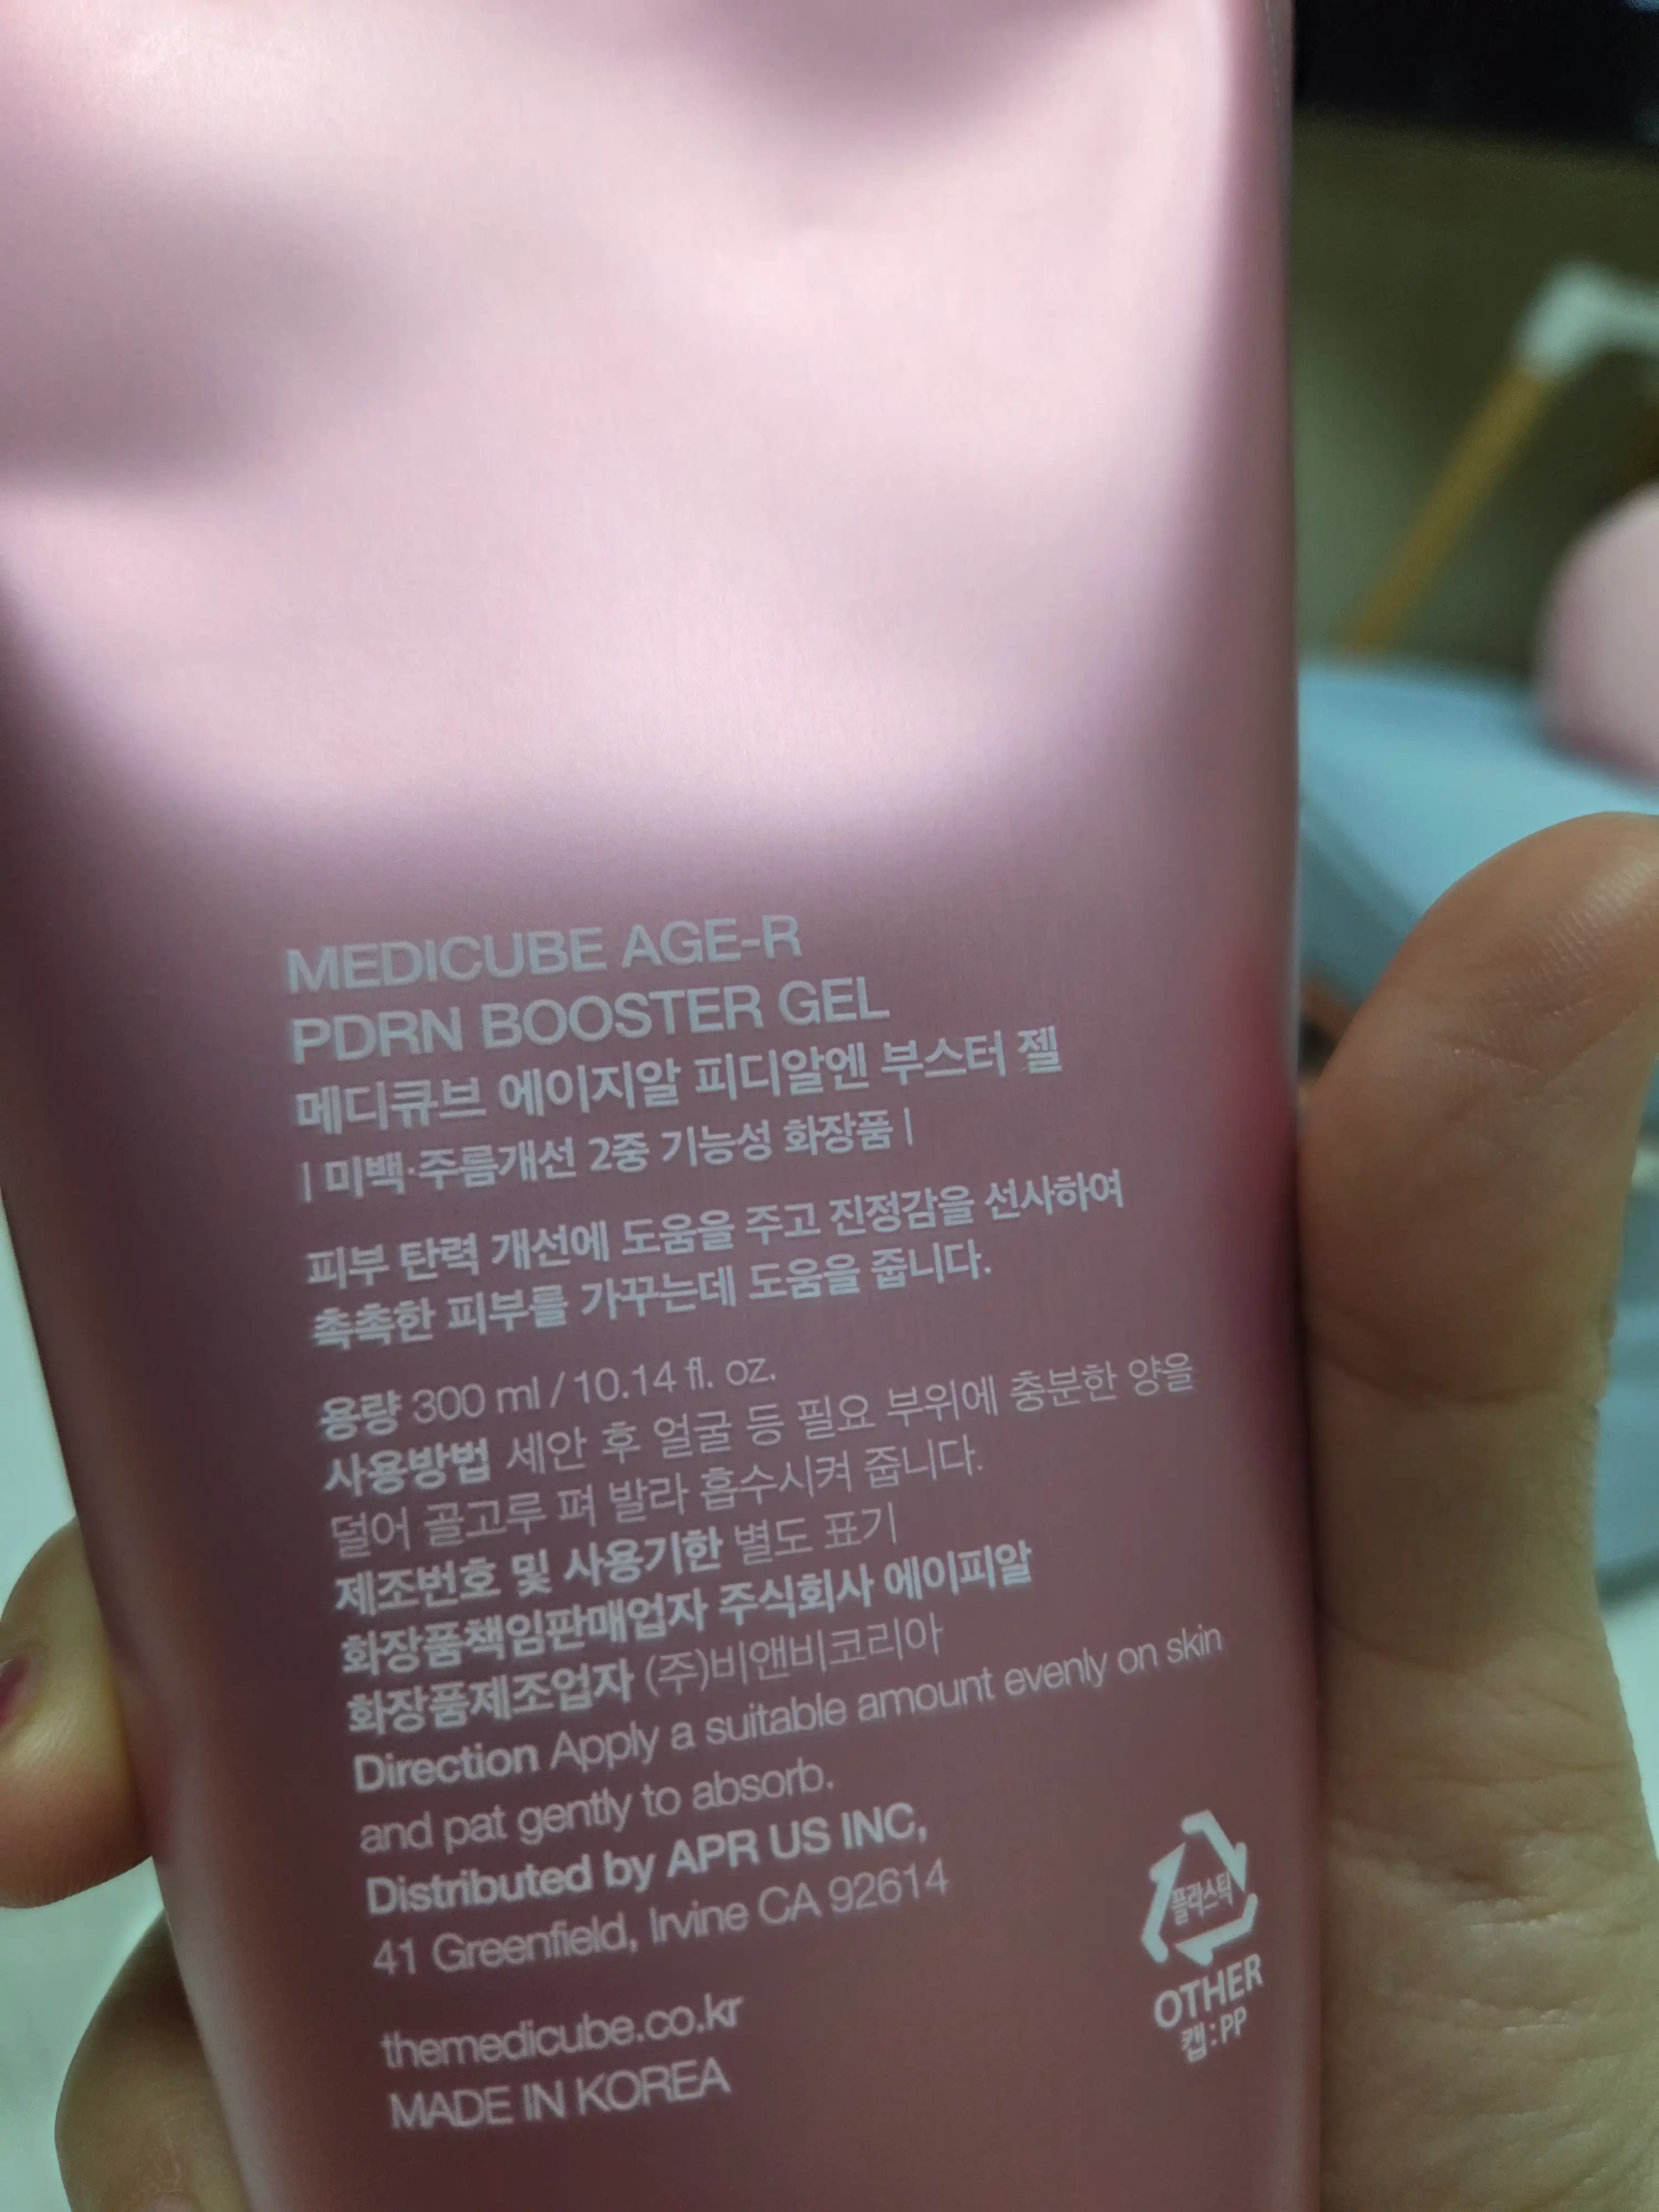 MEDICUBE AGE-R
PDRN BOOSTER GEL
메디큐브 에이지알 피디알엔 부스터 젤
| 미백·주름개선 2중 기능성 화장품 |
피부 탄력 개선에 도움을 주고 진정감을 선사하여
촉촉한 피부를 가꾸는데 도움을 줍니다.
용량 300 ml / 10.14 fl. oz.
사용방법 세안 후 얼굴 등 필요 부위에 충분한 양을
덜어 골고루 펴 발라 흡수시켜 줍니다.
제조번호 및 사용기한 별도 표기
화장품책임판매업자 주식회사 에이피알
화장품제조업자 (주)비앤비코리아
Direction Apply a suitable amount evenly on skin
and pat gently to absorb.
Distributed by APR US INC,
41 Greenfield, Irvine CA 92614
themedicube.co.kr
MADE IN KOREA
플라스틱
OTHER
캡:PP